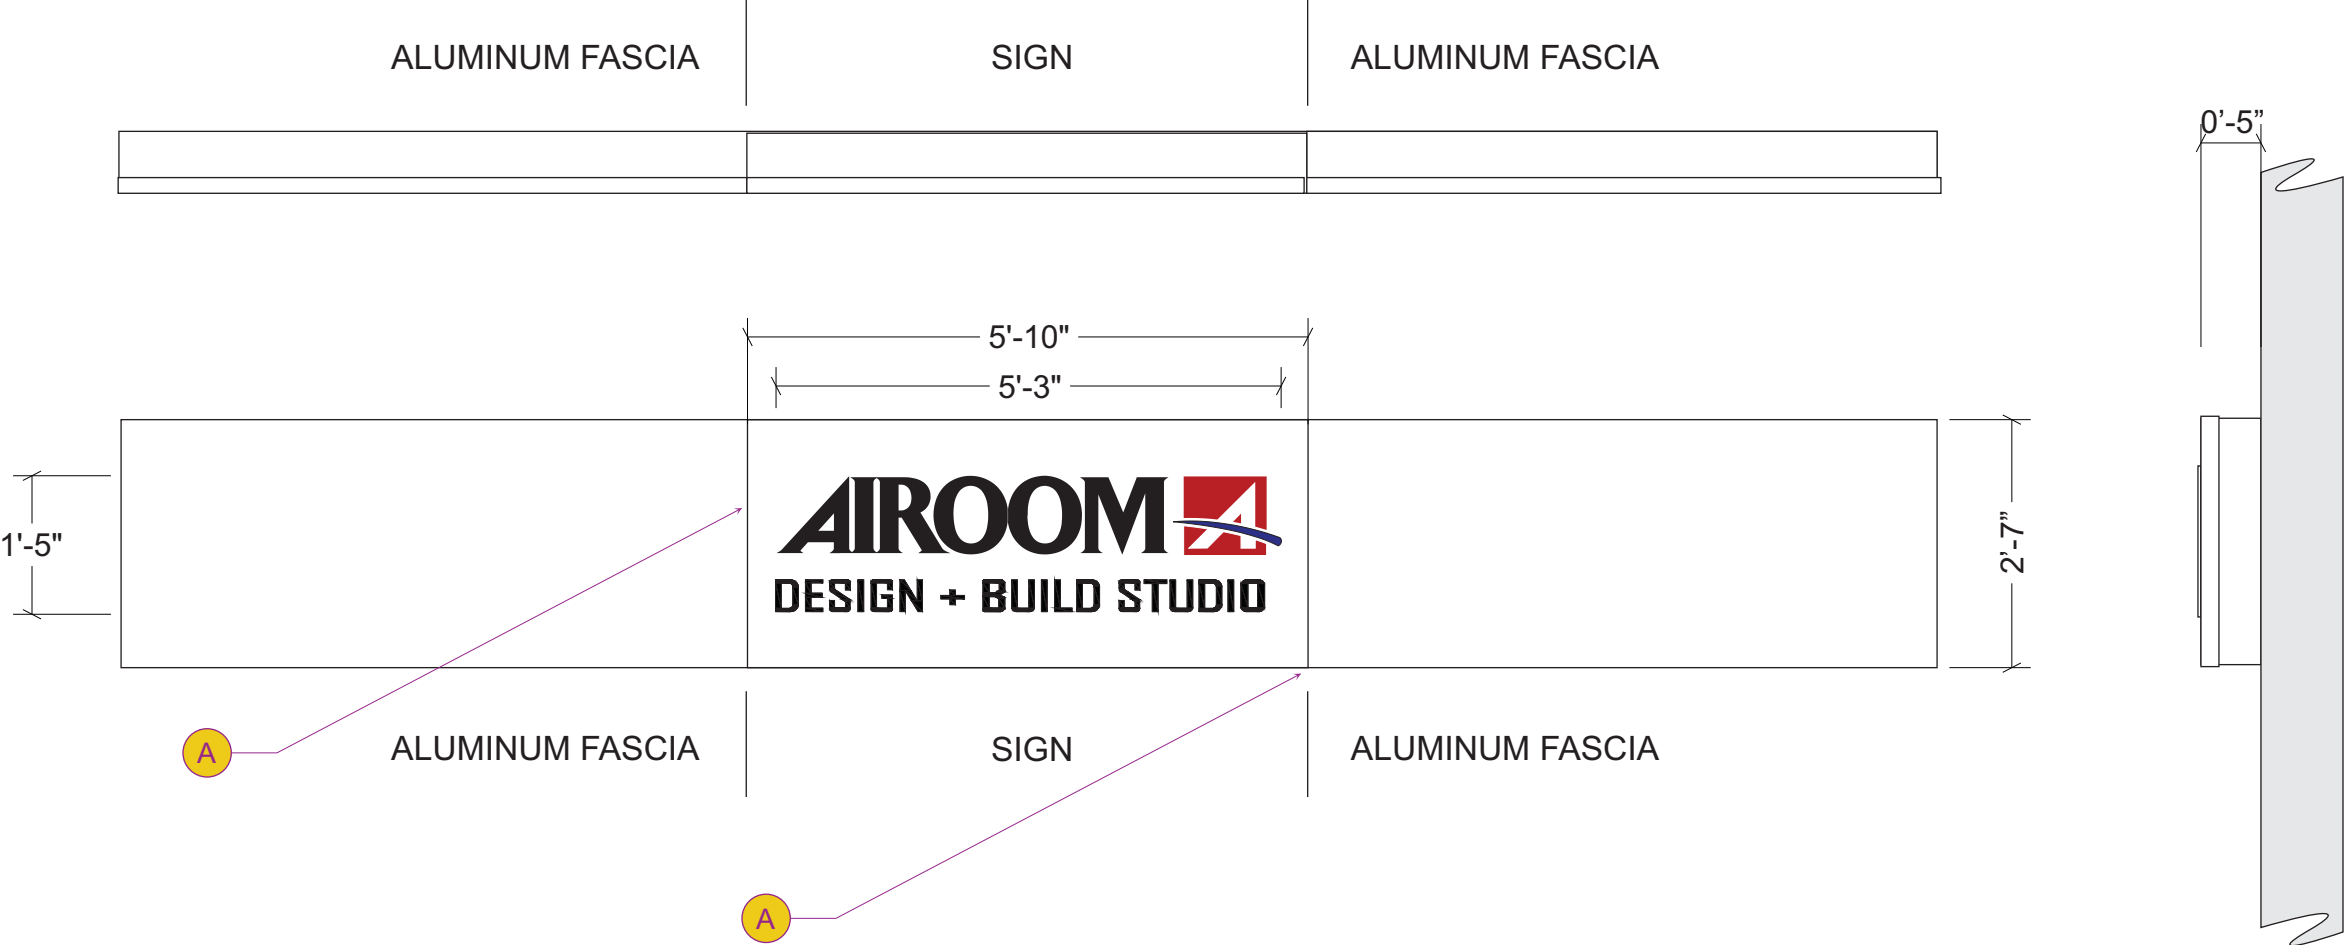 ALUMINUM FASCIA SIGN ALUMINUM FASCIA
0’-5”
5'-10"
5'-3"
1'-5"
AIROOM A
DESIGN + BUILD STUDIO
2’-7”
A
ALUMINUM FASCIA SIGN ALUMINUM FASCIA
A